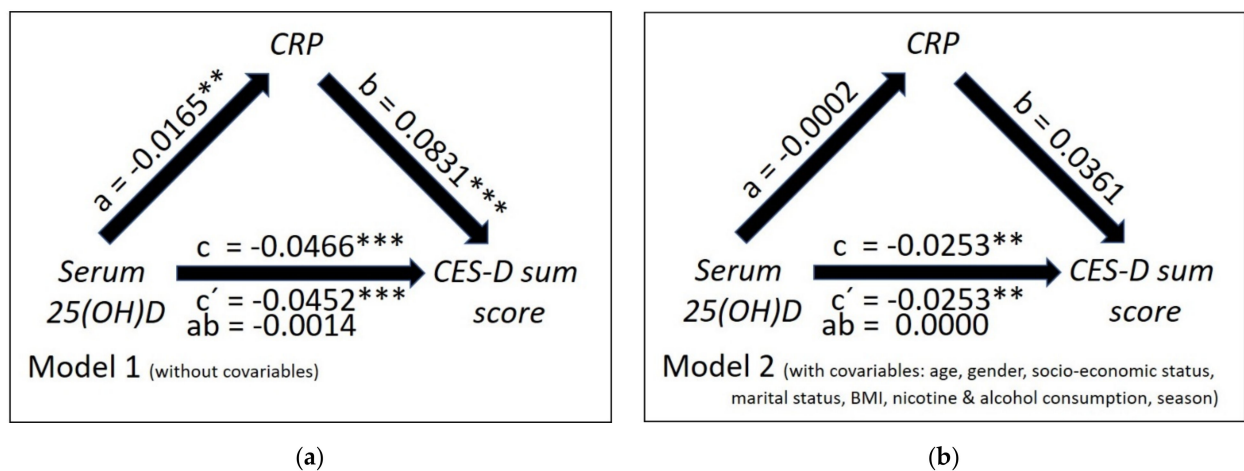 CRP
a = -0.0165**
b = 0.0831***
c = -0.0466***
Serum
25(OH)D
CES-D sum
score
c´ = -0.0452***
ab = -0.0014
Model 1 (without covariables)
(a)
CRP
a = -0.0002
b = 0.0361
c = -0.0253**
Serum
25(OH)D
CES-D sum
score
c´ = -0.0253**
ab = 0.0000
Model 2 (with covariables: age, gender, socio-economic status,
marital status, BMI, nicotine & alcohol consumption, season)
(b)